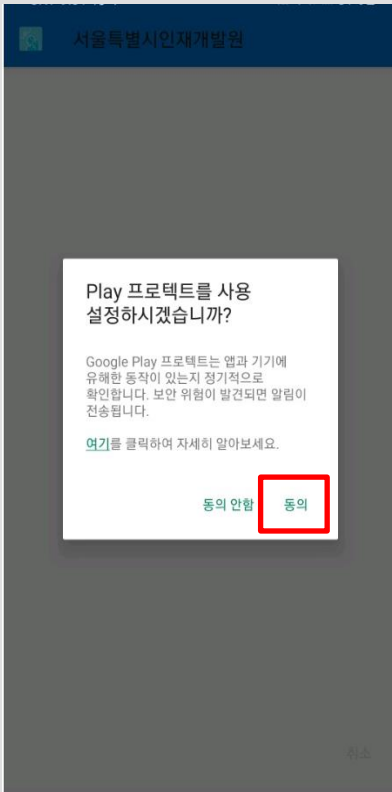 서울특별시인재개발원
Play 프로텍트를 사용
설정하시겠습니까?
Google Play 프로텍트는 앱과 기기에
유해한 동작이 있는지 정기적으로
확인합니다. 보안 위험이 발견되면 알림이
전송됩니다.
여기를 클릭하여 자세히 알아보세요.
동의 안함 동의
취소